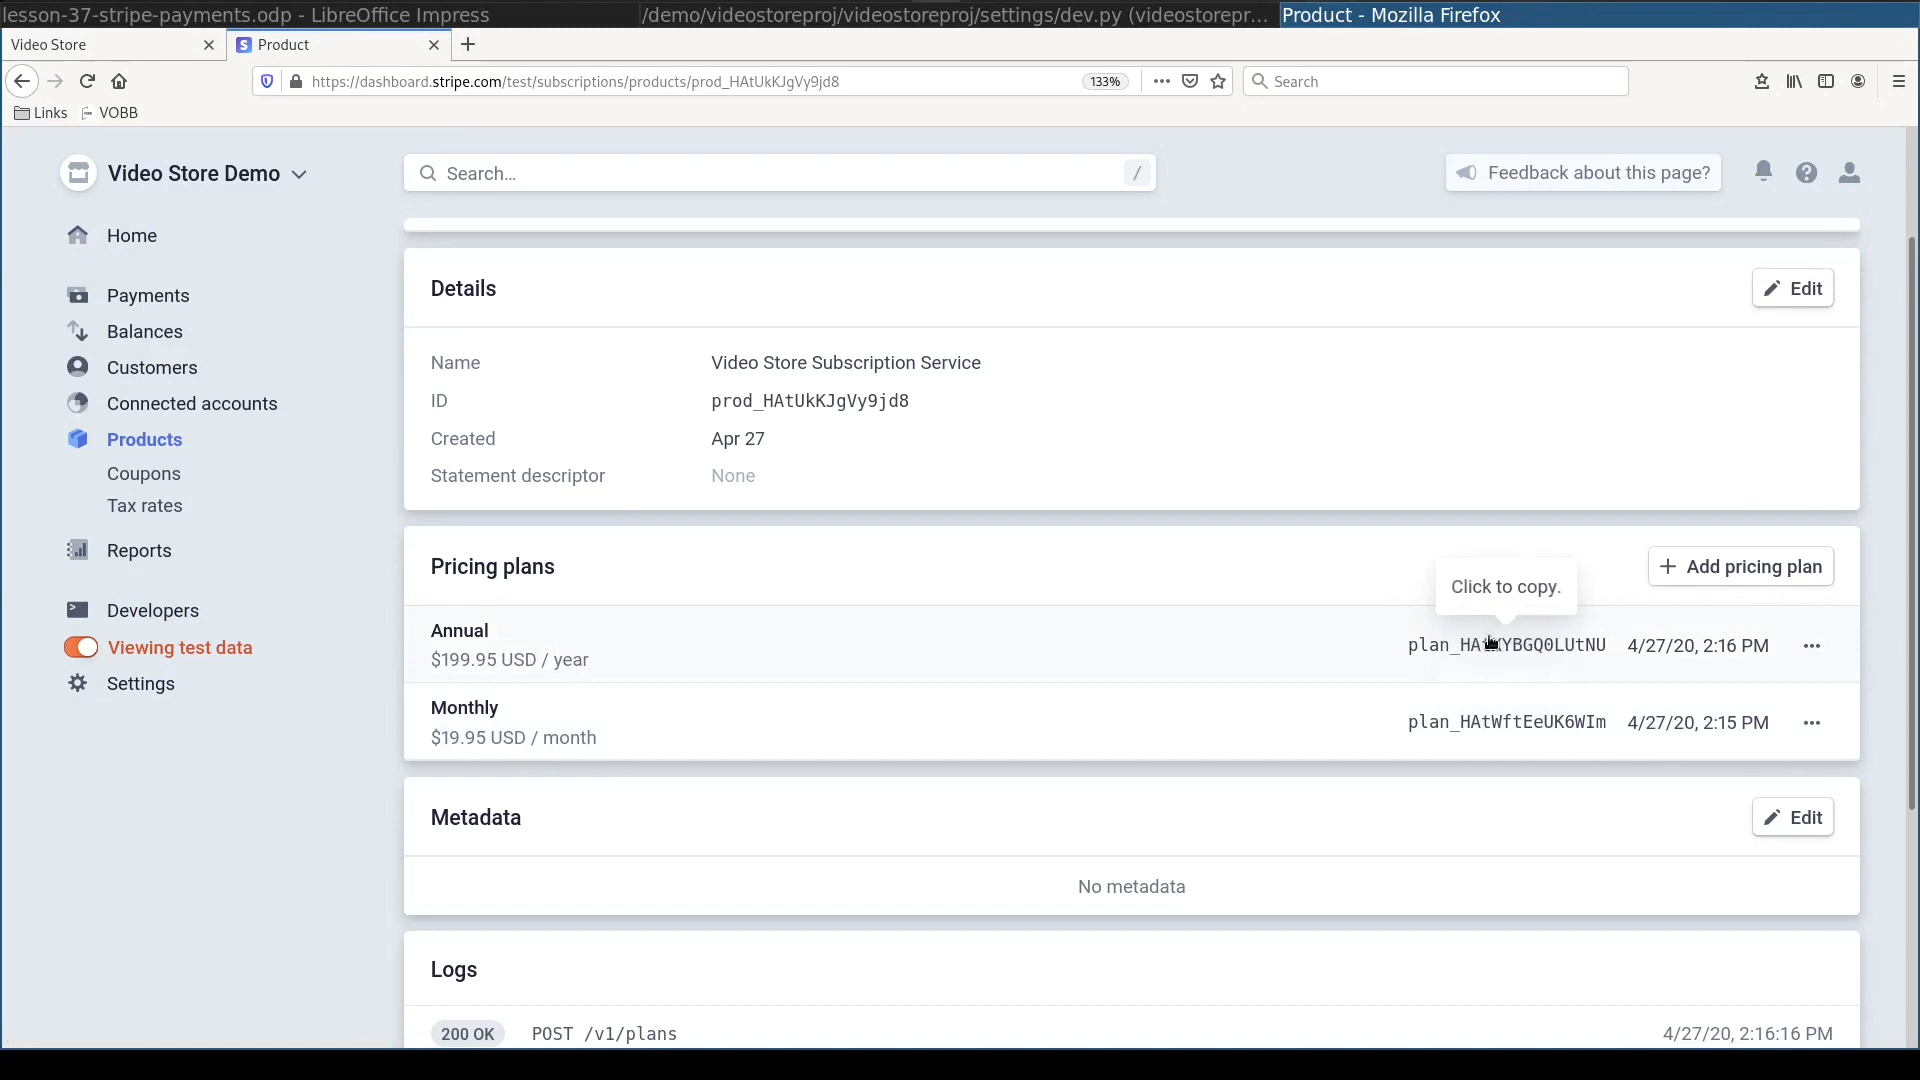 lesson-37-stripe-payments.odp - LibreOffice Impress
/demo/videostoreproj/videostoreproj/settings/dev.py (videostorepr...
Product - Mozilla Firefox
Video Store
Product
https://dashboard.stripe.com/test/subscriptions/products/prod_HAtUkKJgVy9jd8
133%
Search
Links
VOBB
Video Store Demo
Search...
/
Feedback about this page?
Home
Payments
Balances
Customers
Connected accounts
Products
Coupons
Tax rates
Reports
Developers
Viewing test data
Settings
Details
Edit
Name Video Store Subscription Service
ID prod_HAtUkKJgVy9jd8
Created Apr 27
Statement descriptor None
Pricing plans
Click to copy.
Add pricing plan
Annual
$199.95 USD / year
4/27/20, 2:16 PM
Monthly
$19.95 USD / month
plan_HAtWftEeUK6WIm 4/27/20, 2:15 PM
Metadata
Edit
No metadata
Logs
200 OK POST /v1/plans 4/27/20, 2:16:16 PM